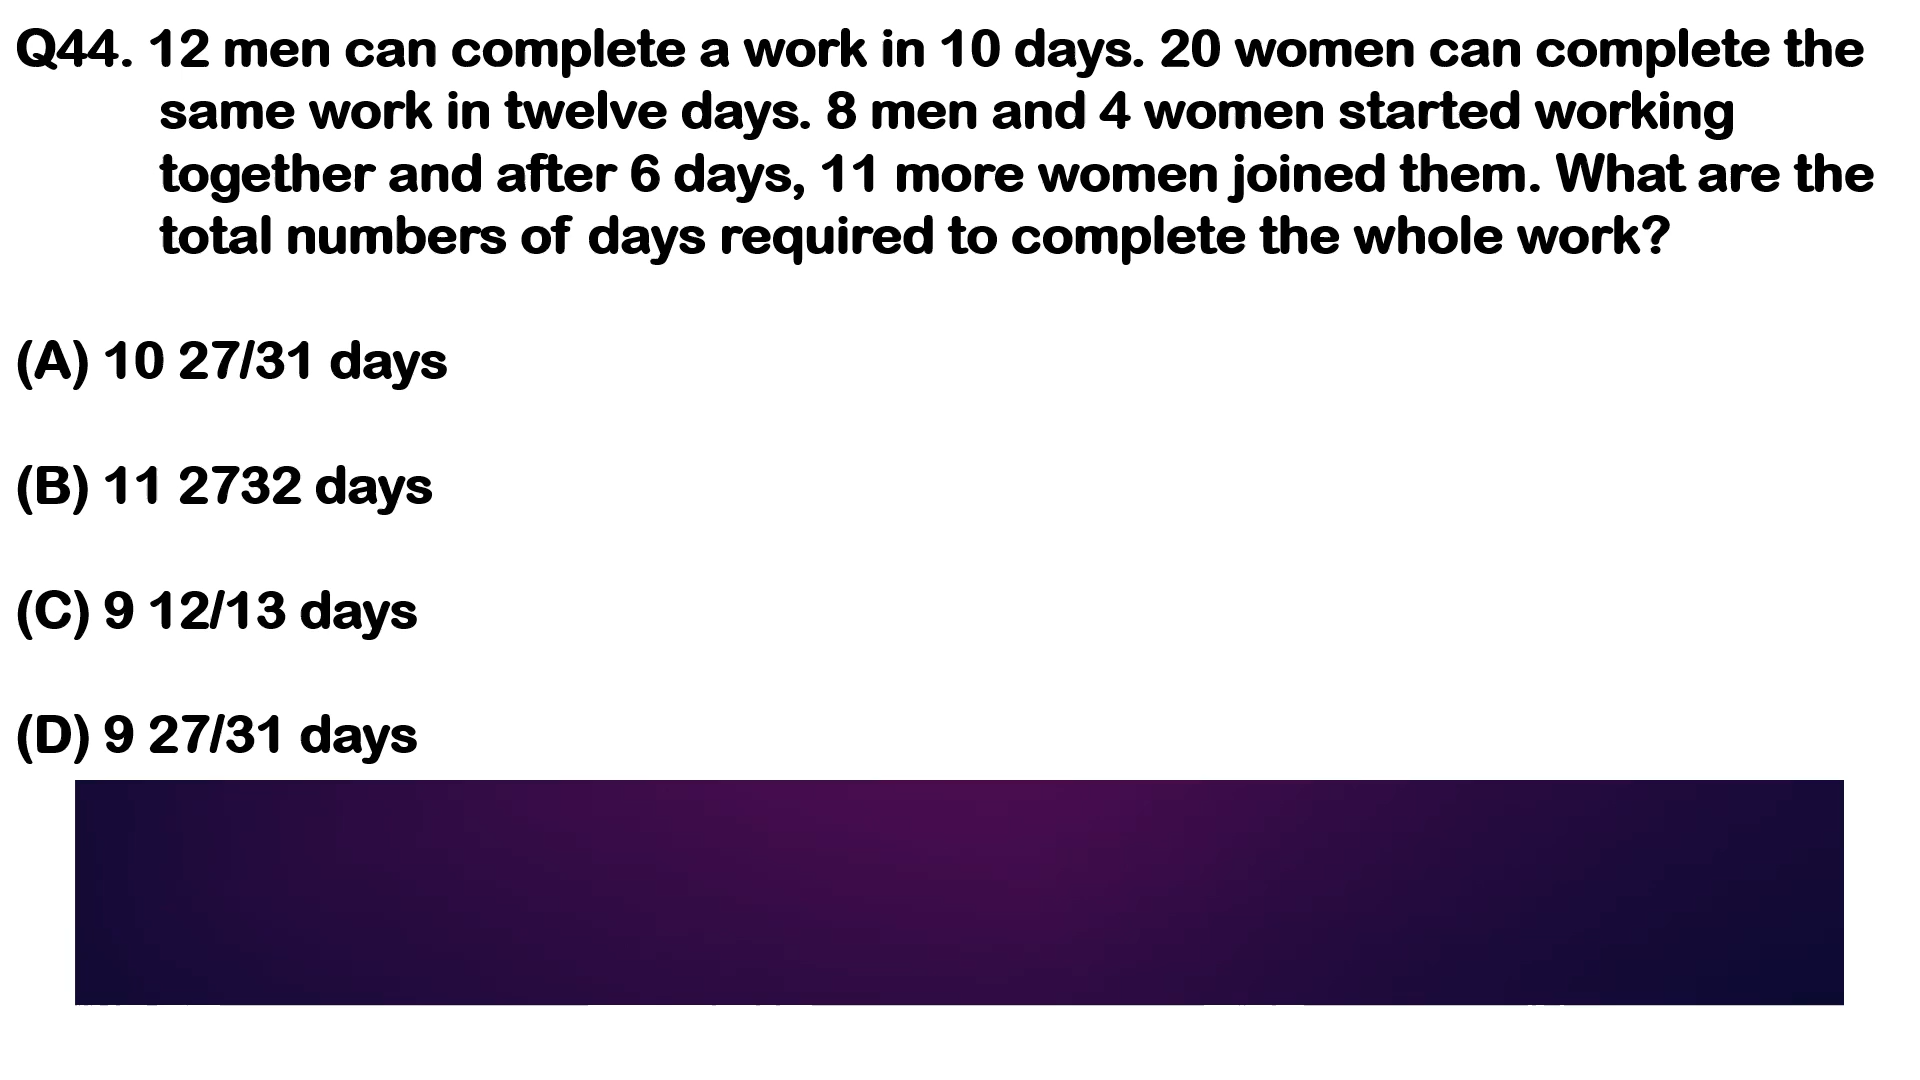 Q44. 12 men can complete a work in 10 days. 20 women can complete the
same work in twelve days. 8 men and 4 women started working
together and after 6 days, 11 more women joined them. What are the
total numbers of days required to complete the whole work?
(A) 10 27/31 days
(B) 11 2732 days
(C) 9 12/13 days
(D) 9 27/31 days